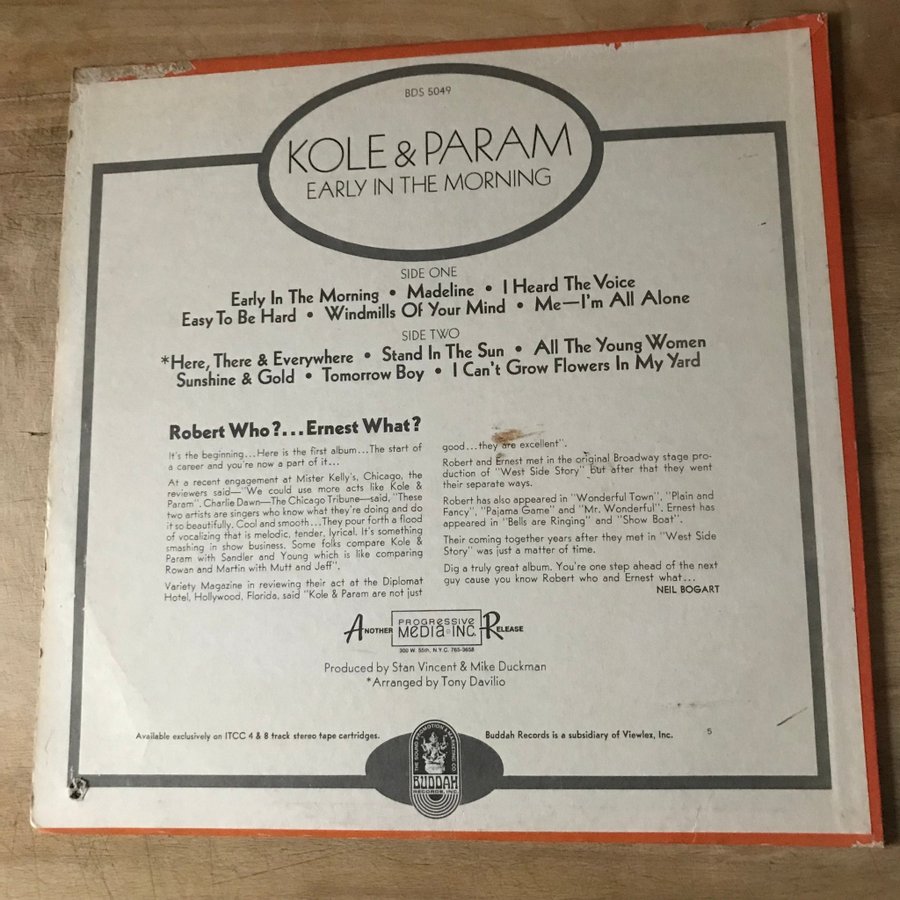 BDS 5049
KOLE & PARAM
EARLY IN THE MORNING
SIDE ONE
Early In The Morning • Madeline • I Heard The Voice
Easy To Be Hard • Windmills Of Your Mind • Me—I'm All Alone
SIDE TWO
*Here, There & Everywhere • Stand In The Sun • All The Young Women
Sunshine & Gold • Tomorrow Boy • I Can't Grow Flowers In My Yard
Robert Who?...Ernest What?
It's the beginning...Here is the first album...The start of
a career and you're now a part of it...
At a recent engagement at Mister Kelly's, Chicago, the
reviewers said—"We could use more acts like Kole &
Param". Charlie Dawn—The Chicago Tribune—said, "These
two artists are singers who know what they're doing and do
it so beautifully. Cool and smooth...They pour forth a flood
of vocalizing that is melodic, tender, lyrical. It's something
smashing in show business. Some folks compare Kole &
Param with Sandler and Young which is like comparing
Rowan and Martin with Mutt and Jeff".
Variety Magazine in reviewing their act at the Diplomat
Hotel, Hollywood, Florida, said "Kole & Param are not just
good...they are excellent".
Robert and Ernest met in the original Broadway stage pro-
duction of "West Side Story" But after that they went
their separate ways.
Robert has also appeared in "Wonderful Town", "Plain and
Fancy", "Pajama Game" and "Mr. Wonderful". Ernest has
appeared in "Bells are Ringing" and "Show Boat".
Their coming together years after they met in "West Side
Story" was just a matter of time.
Dig a truly great album. You're one step ahead of the next
guy cause you know Robert who and Ernest what...
NEIL BOGART
ANOTHER PROGRESSIVE MEDIA INC. RELEASE
300 W. 55th, N.Y.C. 765-3658
Produced by Stan Vincent & Mike Duckman
*Arranged by Tony Davilio
Available exclusively on ITCC 4 & 8 track stereo tape cartridges.
Buddah Records is a subsidiary of Viewlex, Inc.
5
BUDDAH
RECORDS, INC.